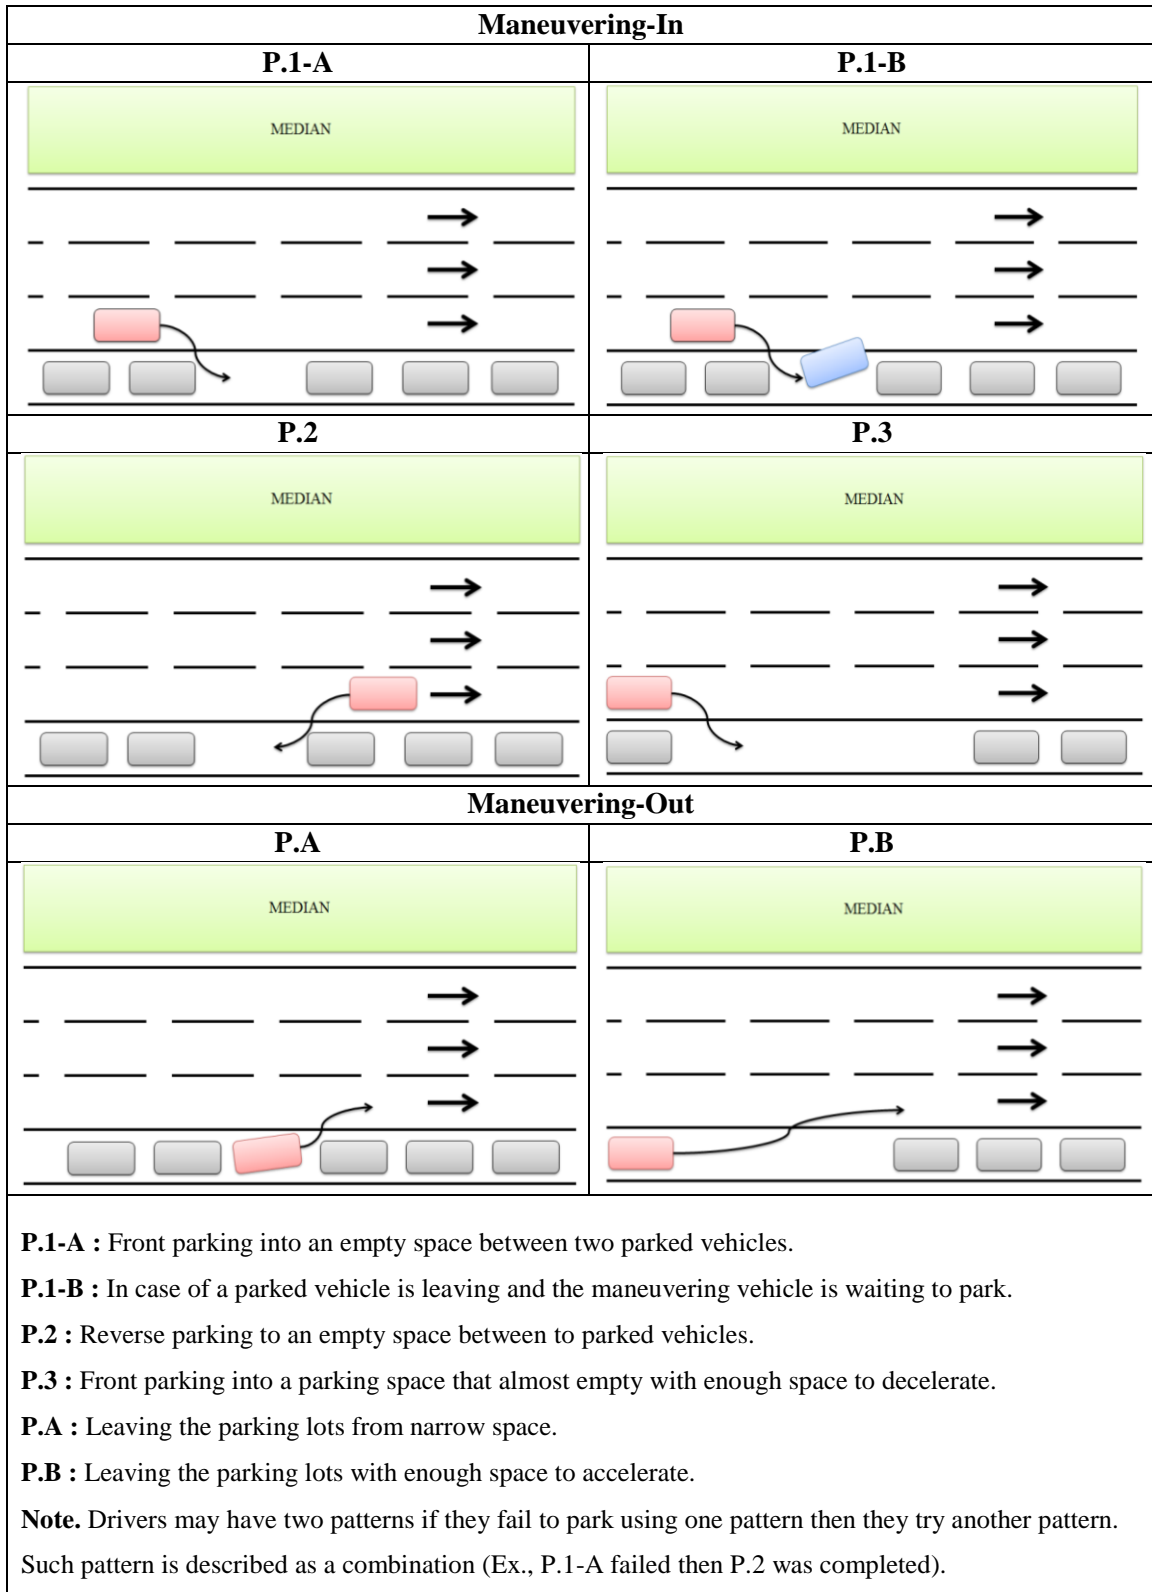 Maneuvering-In
P.1-A
P.1-B
MEDIAN
MEDIAN
P.2
P.3
MEDIAN
MEDIAN
Maneuvering-Out
P.A
P.B
MEDIAN
MEDIAN
P.1-A : Front parking into an empty space between two parked vehicles.
P.1-B : In case of a parked vehicle is leaving and the maneuvering vehicle is waiting to park.
P.2 : Reverse parking to an empty space between to parked vehicles.
P.3 : Front parking into a parking space that almost empty with enough space to decelerate.
P.A : Leaving the parking lots from narrow space.
P.B : Leaving the parking lots with enough space to accelerate.
Note. Drivers may have two patterns if they fail to park using one pattern then they try another pattern.
Such pattern is described as a combination (Ex., P.1-A failed then P.2 was completed).